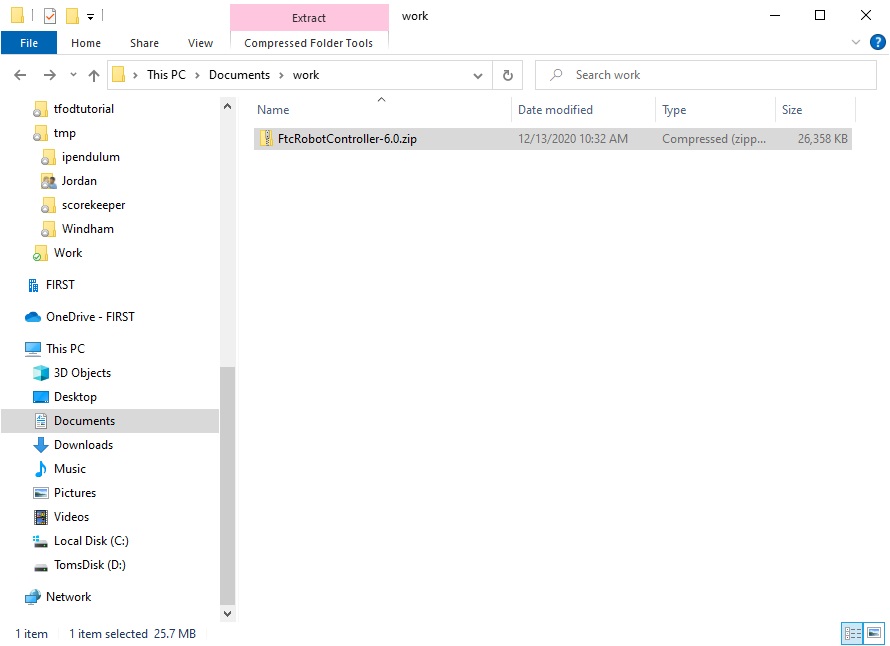 Extract
work
File
Home
Share
View
Compressed Folder Tools
This PC
Documents
work
Search work
tfodtutorial
tmp
ipendulum
Jordan
scorekeeper
Windham
Work
FIRST
OneDrive - FIRST
This PC
3D Objects
Desktop
Documents
Downloads
Music
Pictures
Videos
Local Disk (C:)
TomsDisk (D:)
Network
Name
Date modified
Type
Size
FtcRobotController-6.0.zip
12/13/2020 10:32 AM
Compressed (zipp...
26,358 KB
1 item
1 item selected 25.7 MB